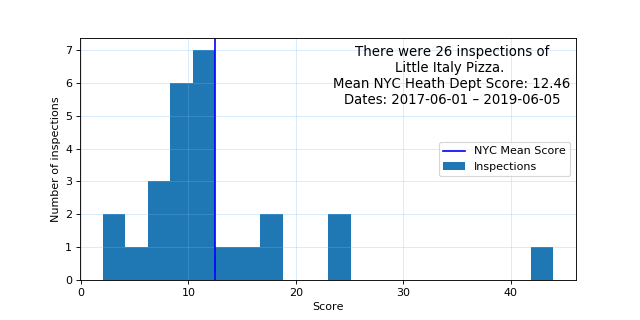 There were 26 inspections of
Little Italy Pizza.
Mean NYC Heath Dept Score: 12.46
Dates: 2017-06-01 – 2019-06-05
NYC Mean Score
Inspections
Number of inspections
7
6
5
4
3
2
1
0
0 10 20 30 40
Score